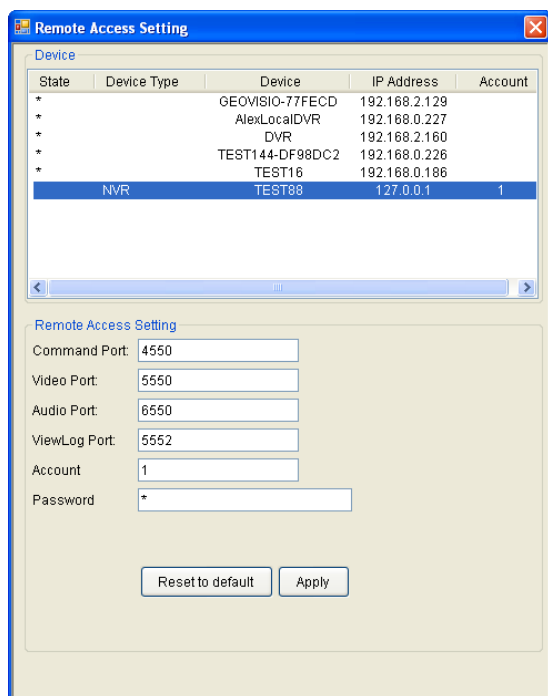 Remote Access Setting
Device
State Device Type Device IP Address Account
* GEOVISIO-77FECD 192.168.2.129
* AlexLocalDVR 192.168.0.227
* DVR 192.168.2.160
* TEST144-DF98DC2 192.168.0.226
* TEST16 192.168.0.186
NVR TEST88 127.0.0.1 1
Remote Access Setting
Command Port: 4550
Video Port: 5550
Audio Port: 6550
ViewLog Port: 5552
Account 1
Password *
Reset to default Apply